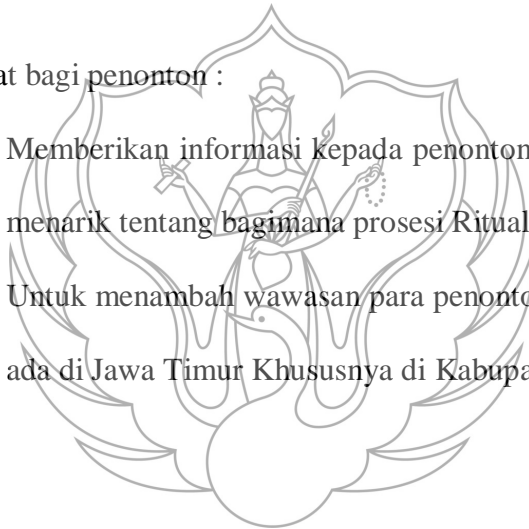 at bagi penonton :
Memberikan informasi kepada penonton
menarik tentang bagimana prosesi Ritual
Untuk menambah wawasan para penonto
ada di Jawa Timur Khususnya di Kabupa